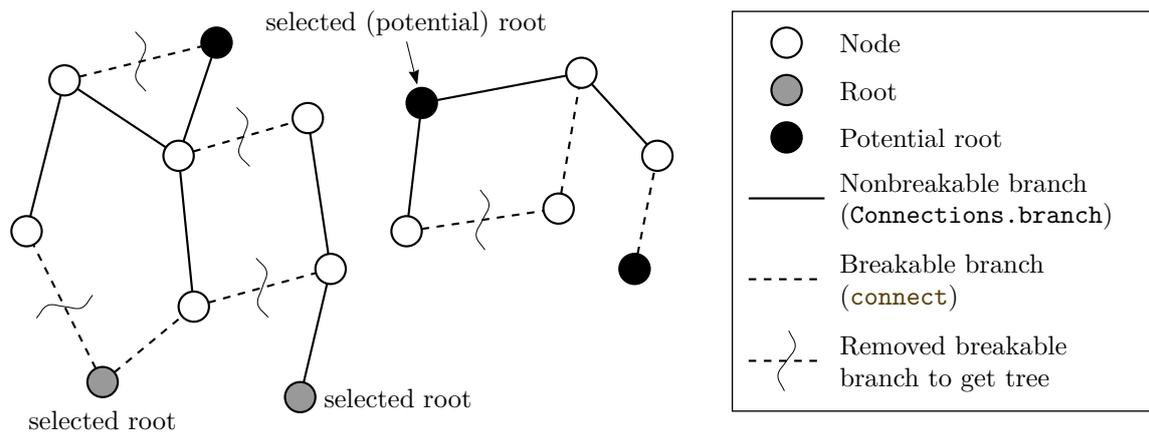 selected (potential) root
selected root
selected root
Node
Root
Potential root
Nonbreakable branch
(Connections.branch)
Breakable branch
(connect)
Removed breakable
branch to get tree